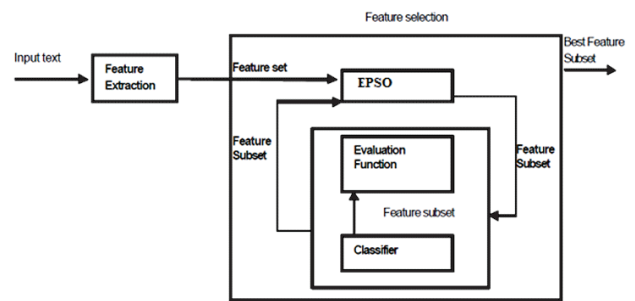 Feature selection
Input text
Feature
Extraction
Feature set
EPSO
Best Feature
Subset
Feature
Subset
Evaluation
Function
Feature
Subset
Feature subset
Classifier